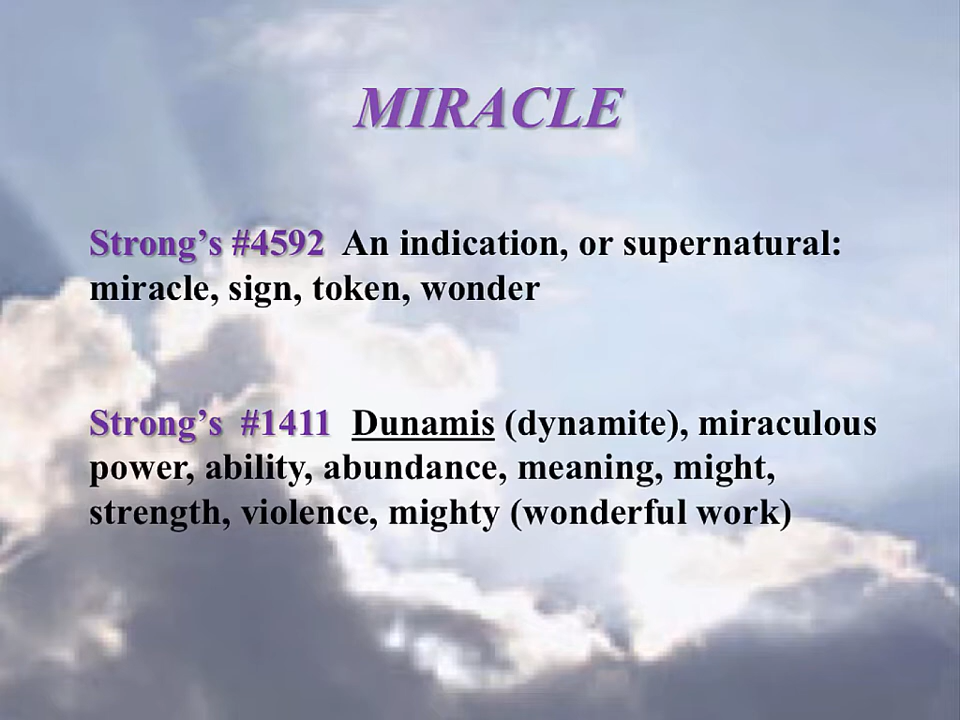 MIRACLE
Strong’s #4592  An indication, or supernatural:
miracle, sign, token, wonder
Strong’s  #1411  Dunamis (dynamite), miraculous
power, ability, abundance, meaning, might,
strength, violence, mighty (wonderful work)